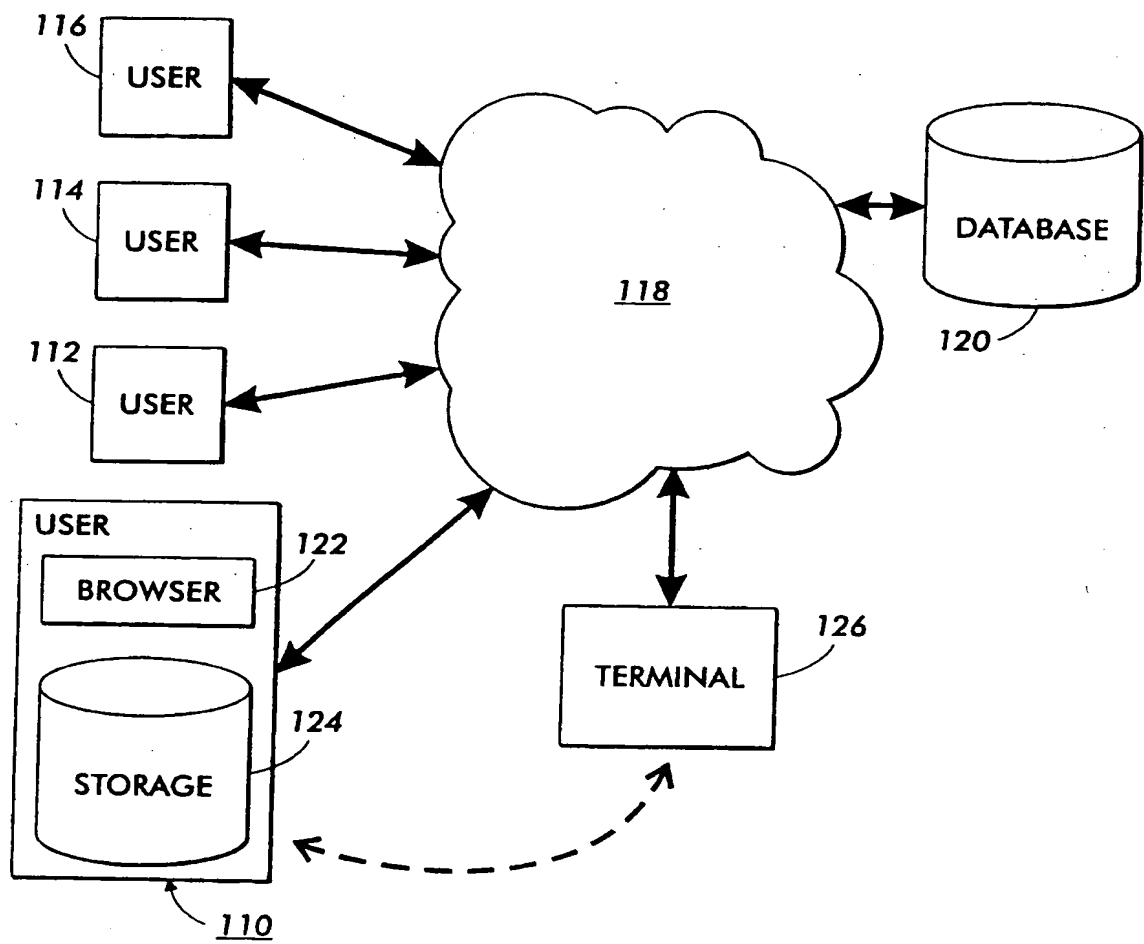 116
USER
114
USER
118
DATABASE
120
112
USER
USER
122
BROWSER
126
TERMINAL
124
STORAGE
110